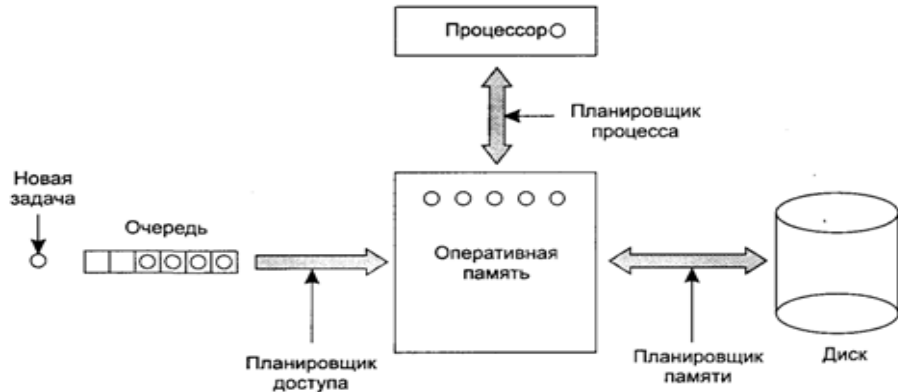 Процессор
Планировщик
процесса
Новая
задача
Очередь
Оперативная
память
Планировщик
доступа
Планировщик
памяти
Диск